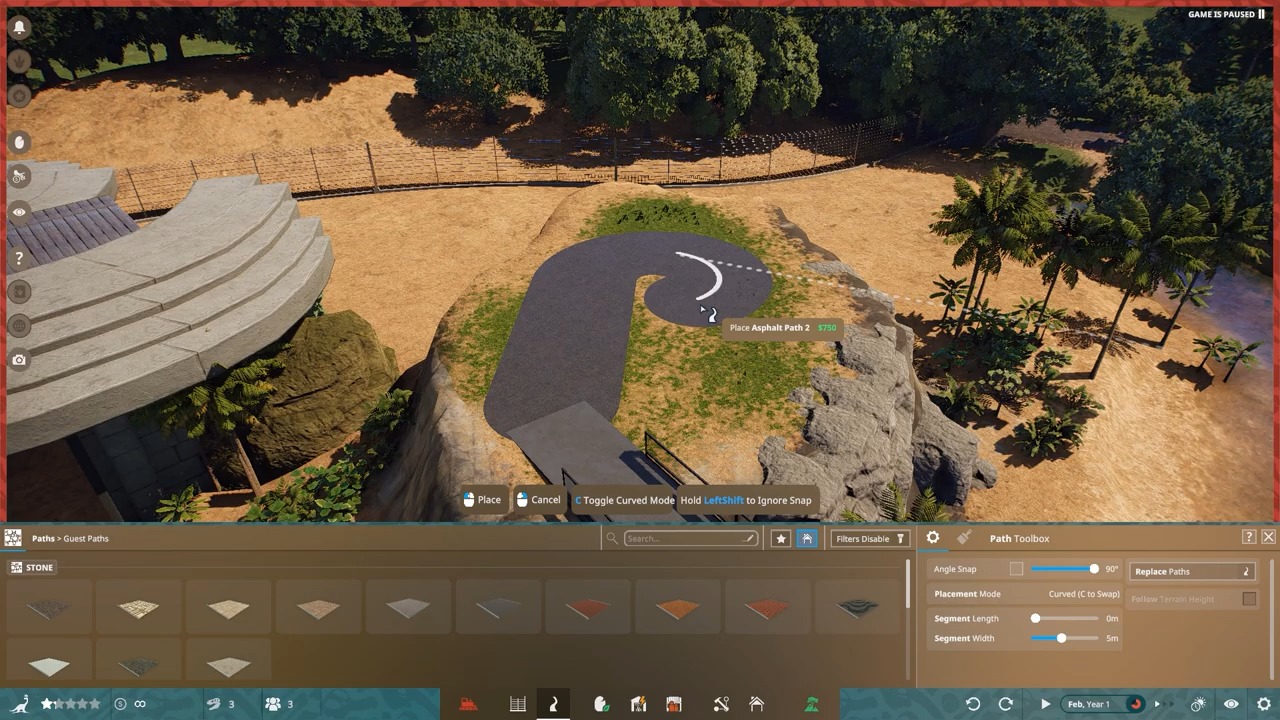 GAME IS PAUSED
Place Asphalt Path 2 $750
Place
Cancel
C Toggle Curved Mode
Hold LeftShift to Ignore Snap
Paths > Guest Paths
Search...
Filters Disable
Path Toolbox
?
STONE
Angle Snap
90°
Replace Paths
Placement Mode
Curved (C to Swap)
Follow Terrain Height
Segment Length
0m
Segment Width
5m
∞
3
3
Feb, Year 1